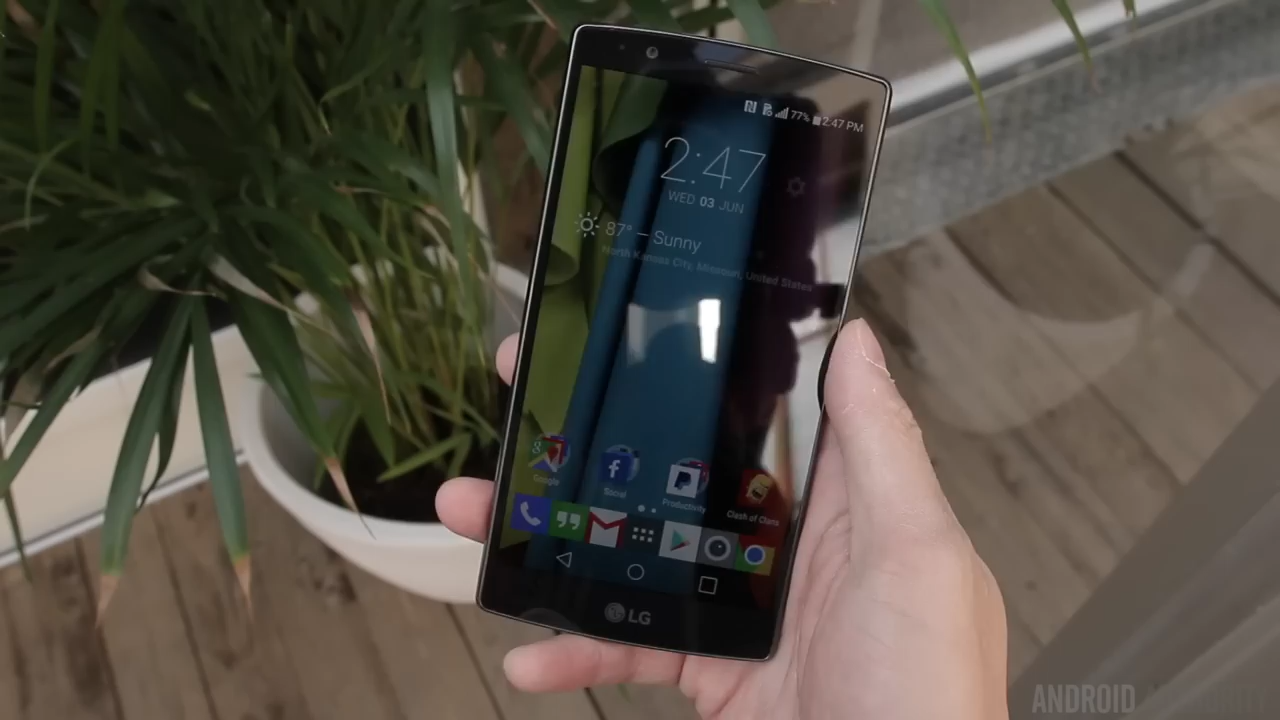 77% 2:47 PM
2:47
WED 03 JUN
87° – Sunny
North Kansas City, Missouri, United States
Google
Social
Productivity
Clash of Clans
LG
ANDROID